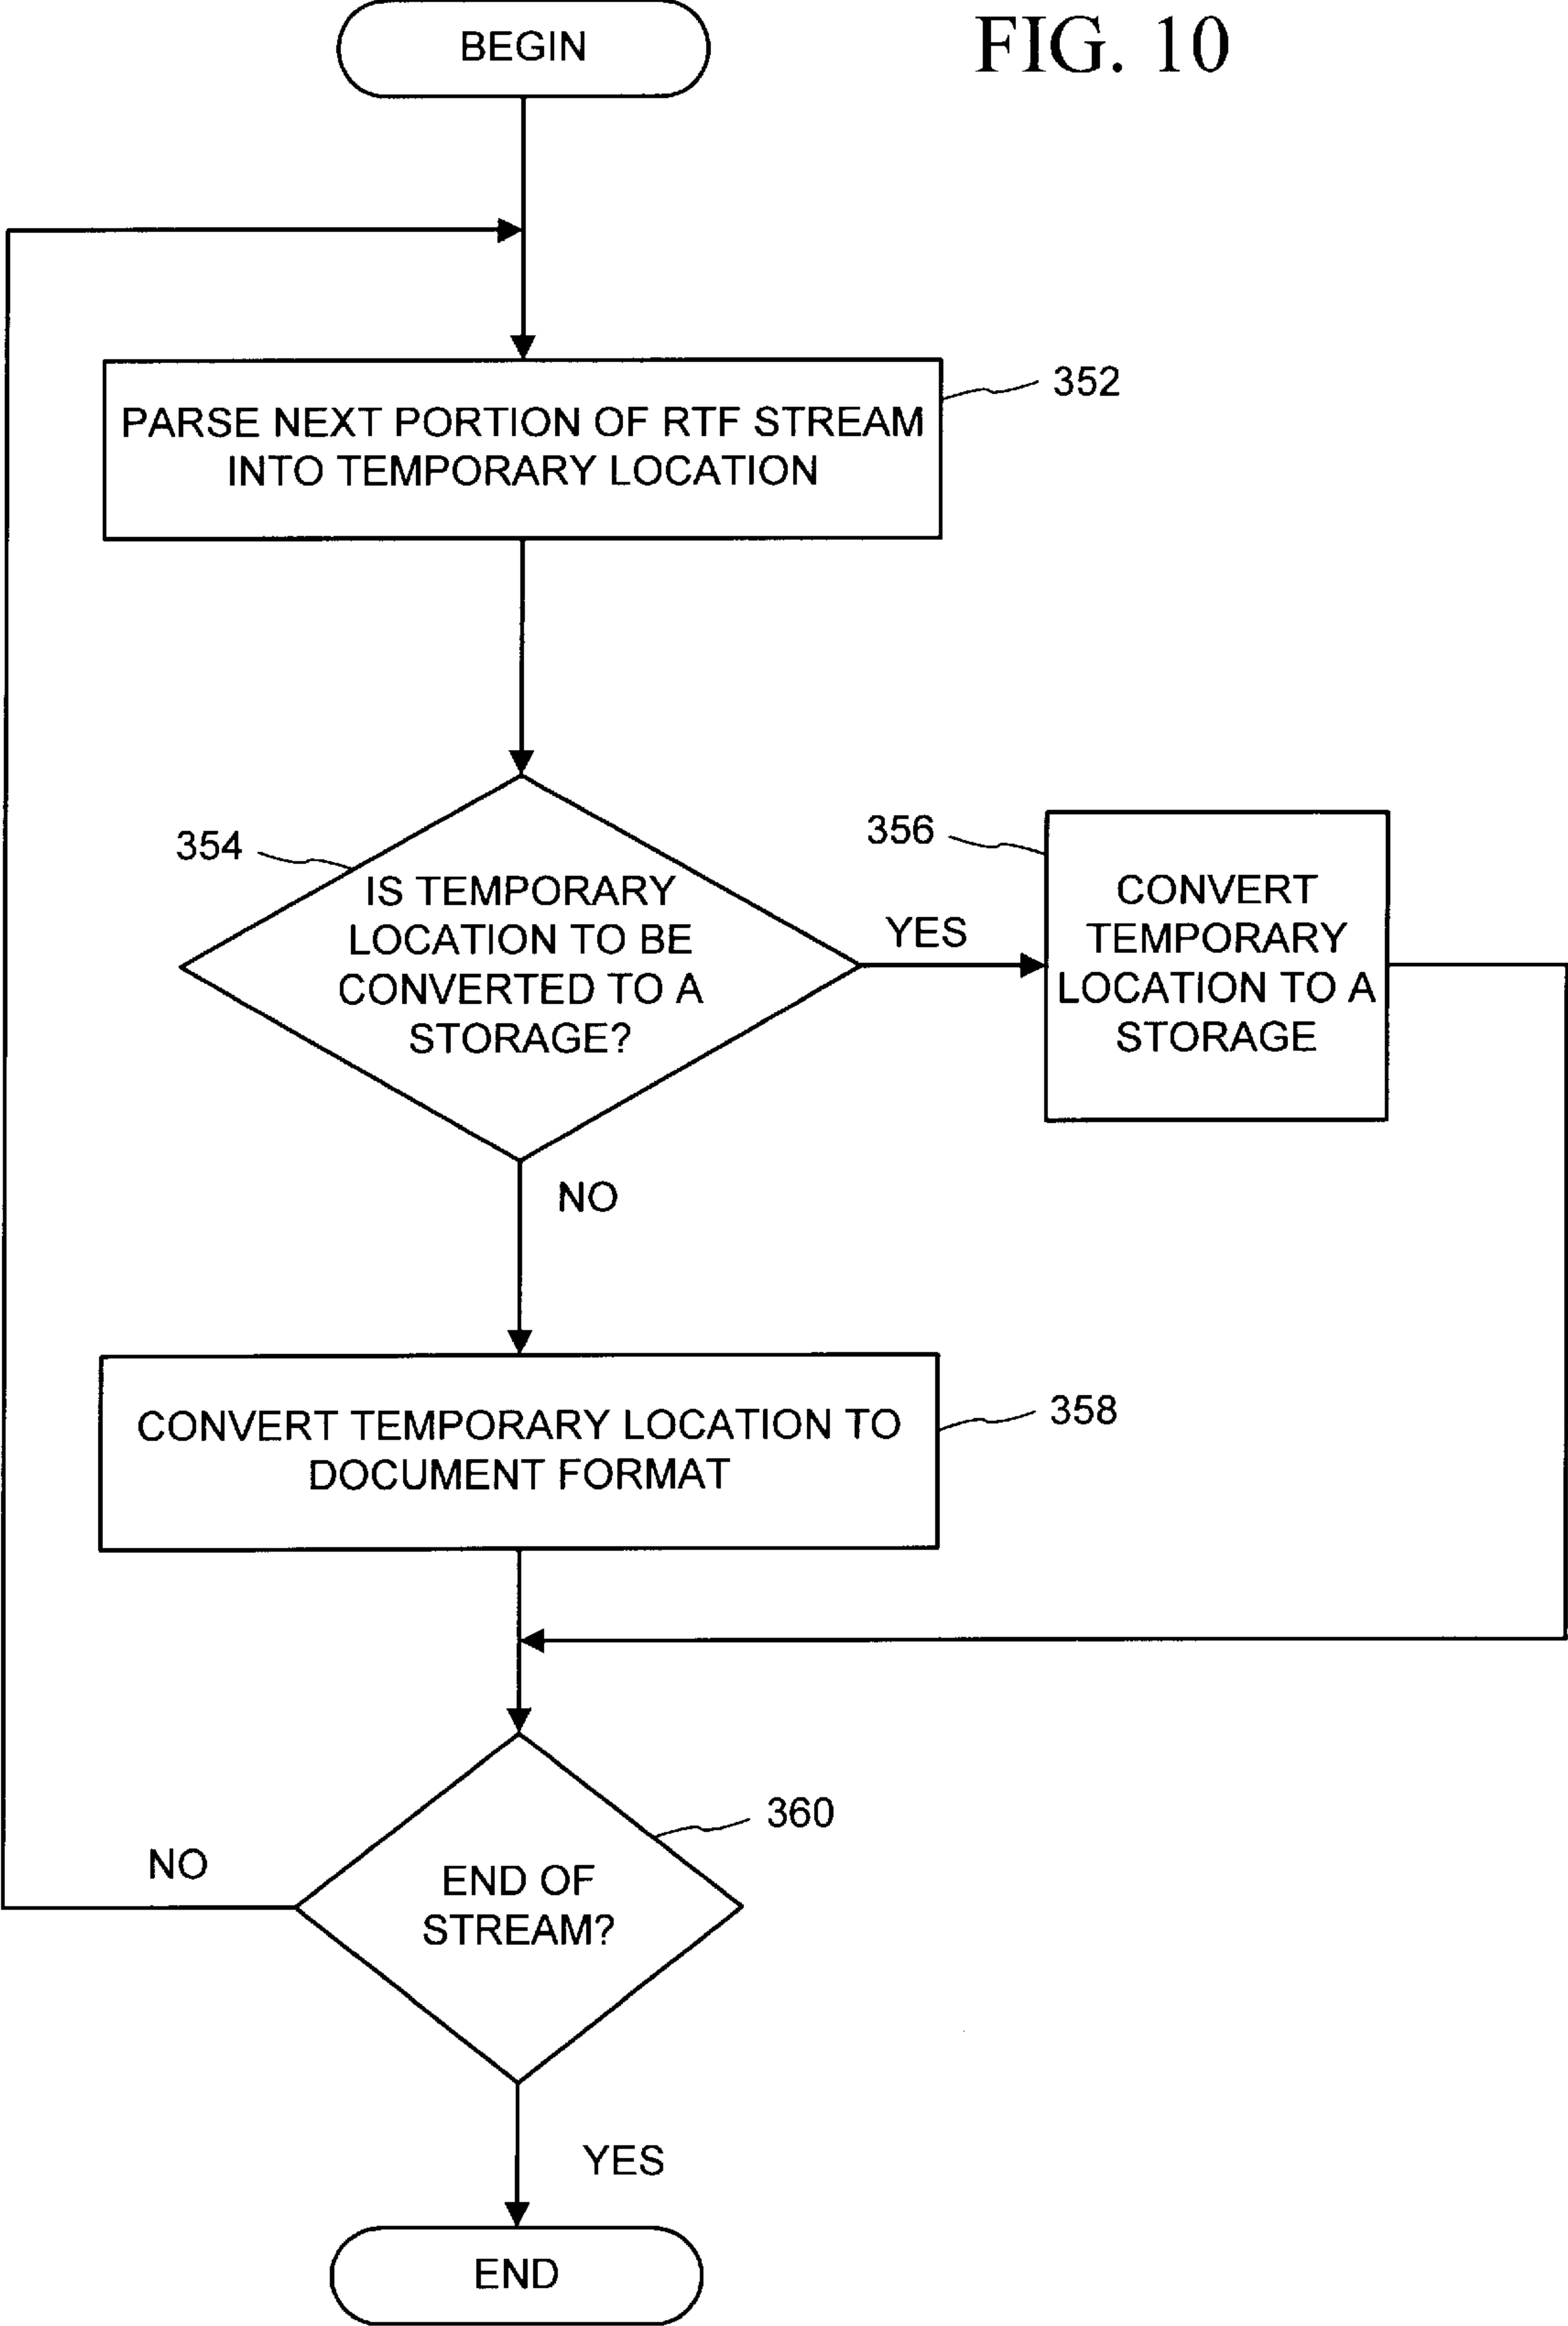 BEGIN
FIG. 10
352
PARSE NEXT PORTION OF RTF STREAM
INTO TEMPORARY LOCATION
354
IS TEMPORARY
LOCATION TO BE
CONVERTED TO A
STORAGE?
YES
356
CONVERT
TEMPORARY
LOCATION TO A
STORAGE
NO
358
CONVERT TEMPORARY LOCATION TO
DOCUMENT FORMAT
360
NO
END OF
STREAM?
YES
END